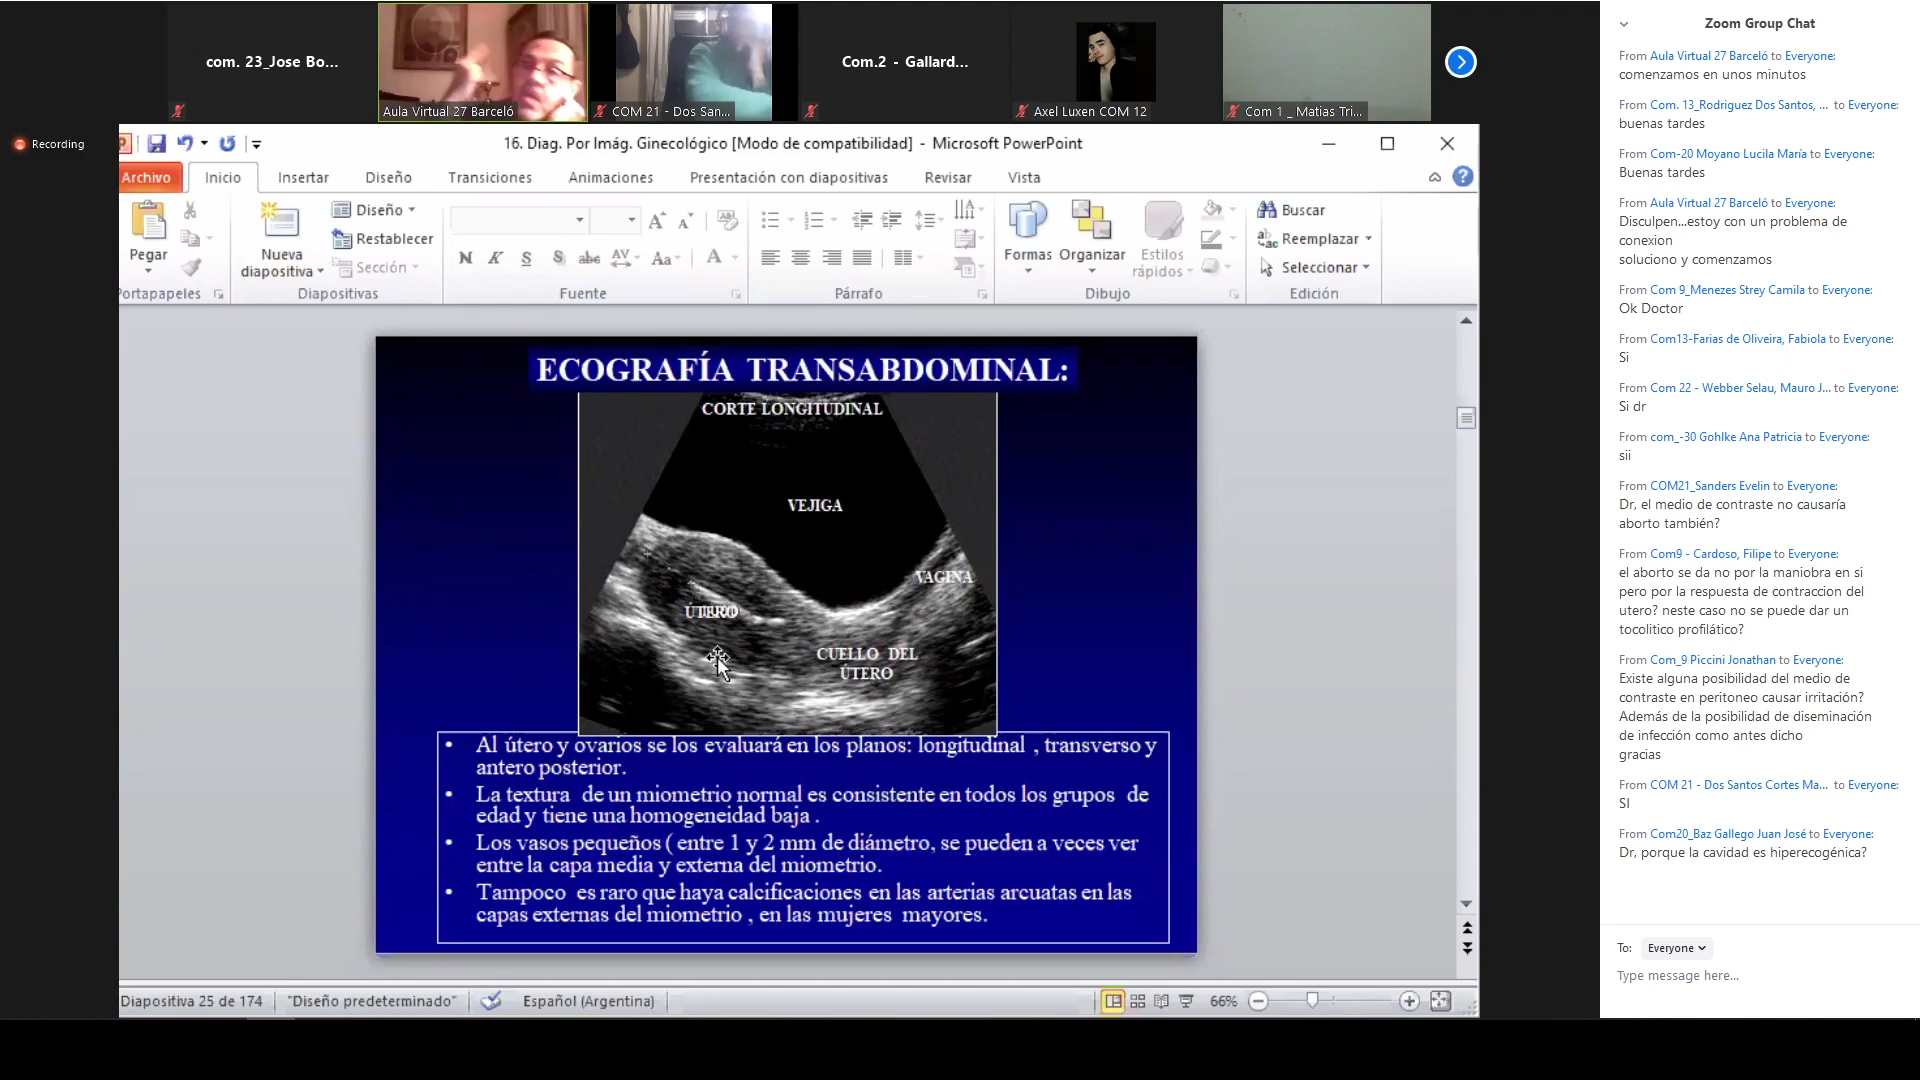 com. 23_Jose Bo...
Aula Virtual 27 Barceló
COM 21 - Dos San...
Com.2 - Gallard...
Axel Luxen COM 12
Com 1 _ Matias Tri...
Recording
16. Diag. Por Imág. Ginecológico [Modo de compatibilidad] - Microsoft PowerPoint
Archivo
Inicio
Insertar
Diseño
Transiciones
Animaciones
Presentación con diapositivas
Revisar
Vista
Pegar
Portapapeles
Nueva
diapositiva
Diseño
Restablecer
Sección
Diapositivas
N K S S abc AV Aa A
Fuente
Párrafo
Formas
Organizar
Estilos
rápidos
Dibujo
Buscar
Reemplazar
Seleccionar
Edición
ECOGRAFÍA TRANSABDOMINAL:
CORTE LONGITUDINAL
VEJIGA
VAGINA
ÚTERO
CUELLO DEL
ÚTERO
• Al útero y ovarios se los evaluará en los planos: longitudinal , transverso y
antero posterior.
• La textura de un miometrio normal es consistente en todos los grupos de
edad y tiene una homogeneidad baja .
• Los vasos pequeños ( entre 1 y 2 mm de diámetro, se pueden a veces ver
entre la capa media y externa del miometrio.
• Tampoco es raro que haya calcificaciones en las arterias arcuatas en las
capas externas del miometrio , en las mujeres mayores.
Diapositiva 25 de 174
"Diseño predeterminado"
Español (Argentina)
66%
Zoom Group Chat
From Aula Virtual 27 Barceló to Everyone:
comenzamos en unos minutos
From Com. 13_Rodriguez Dos Santos, ... to Everyone:
buenas tardes
From Com-20 Moyano Lucila María to Everyone:
Buenas tardes
From Aula Virtual 27 Barceló to Everyone:
Disculpen...estoy con un problema de
conexion
soluciono y comenzamos
From Com 9_Menezes Strey Camila to Everyone:
Ok Doctor
From Com13-Farias de Oliveira, Fabiola to Everyone:
Si
From Com 22 - Webber Selau, Mauro J... to Everyone:
Si dr
From com_-30 Gohlke Ana Patricia to Everyone:
sii
From COM21_Sanders Evelin to Everyone:
Dr, el medio de contraste no causaría
aborto también?
From Com9 - Cardoso, Filipe to Everyone:
el aborto se da no por la maniobra en si
pero por la respuesta de contraccion del
utero? neste caso no se puede dar un
tocolitico profilático?
From Com_9 Piccini Jonathan to Everyone:
Existe alguna posibilidad del medio de
contraste en peritoneo causar irritación?
Además de la posibilidad de diseminación
de infección como antes dicho
gracias
From COM 21 - Dos Santos Cortes Ma... to Everyone:
SI
From Com20_Baz Gallego Juan José to Everyone:
Dr, porque la cavidad es hiperecogénica?
To: Everyone
Type message here...